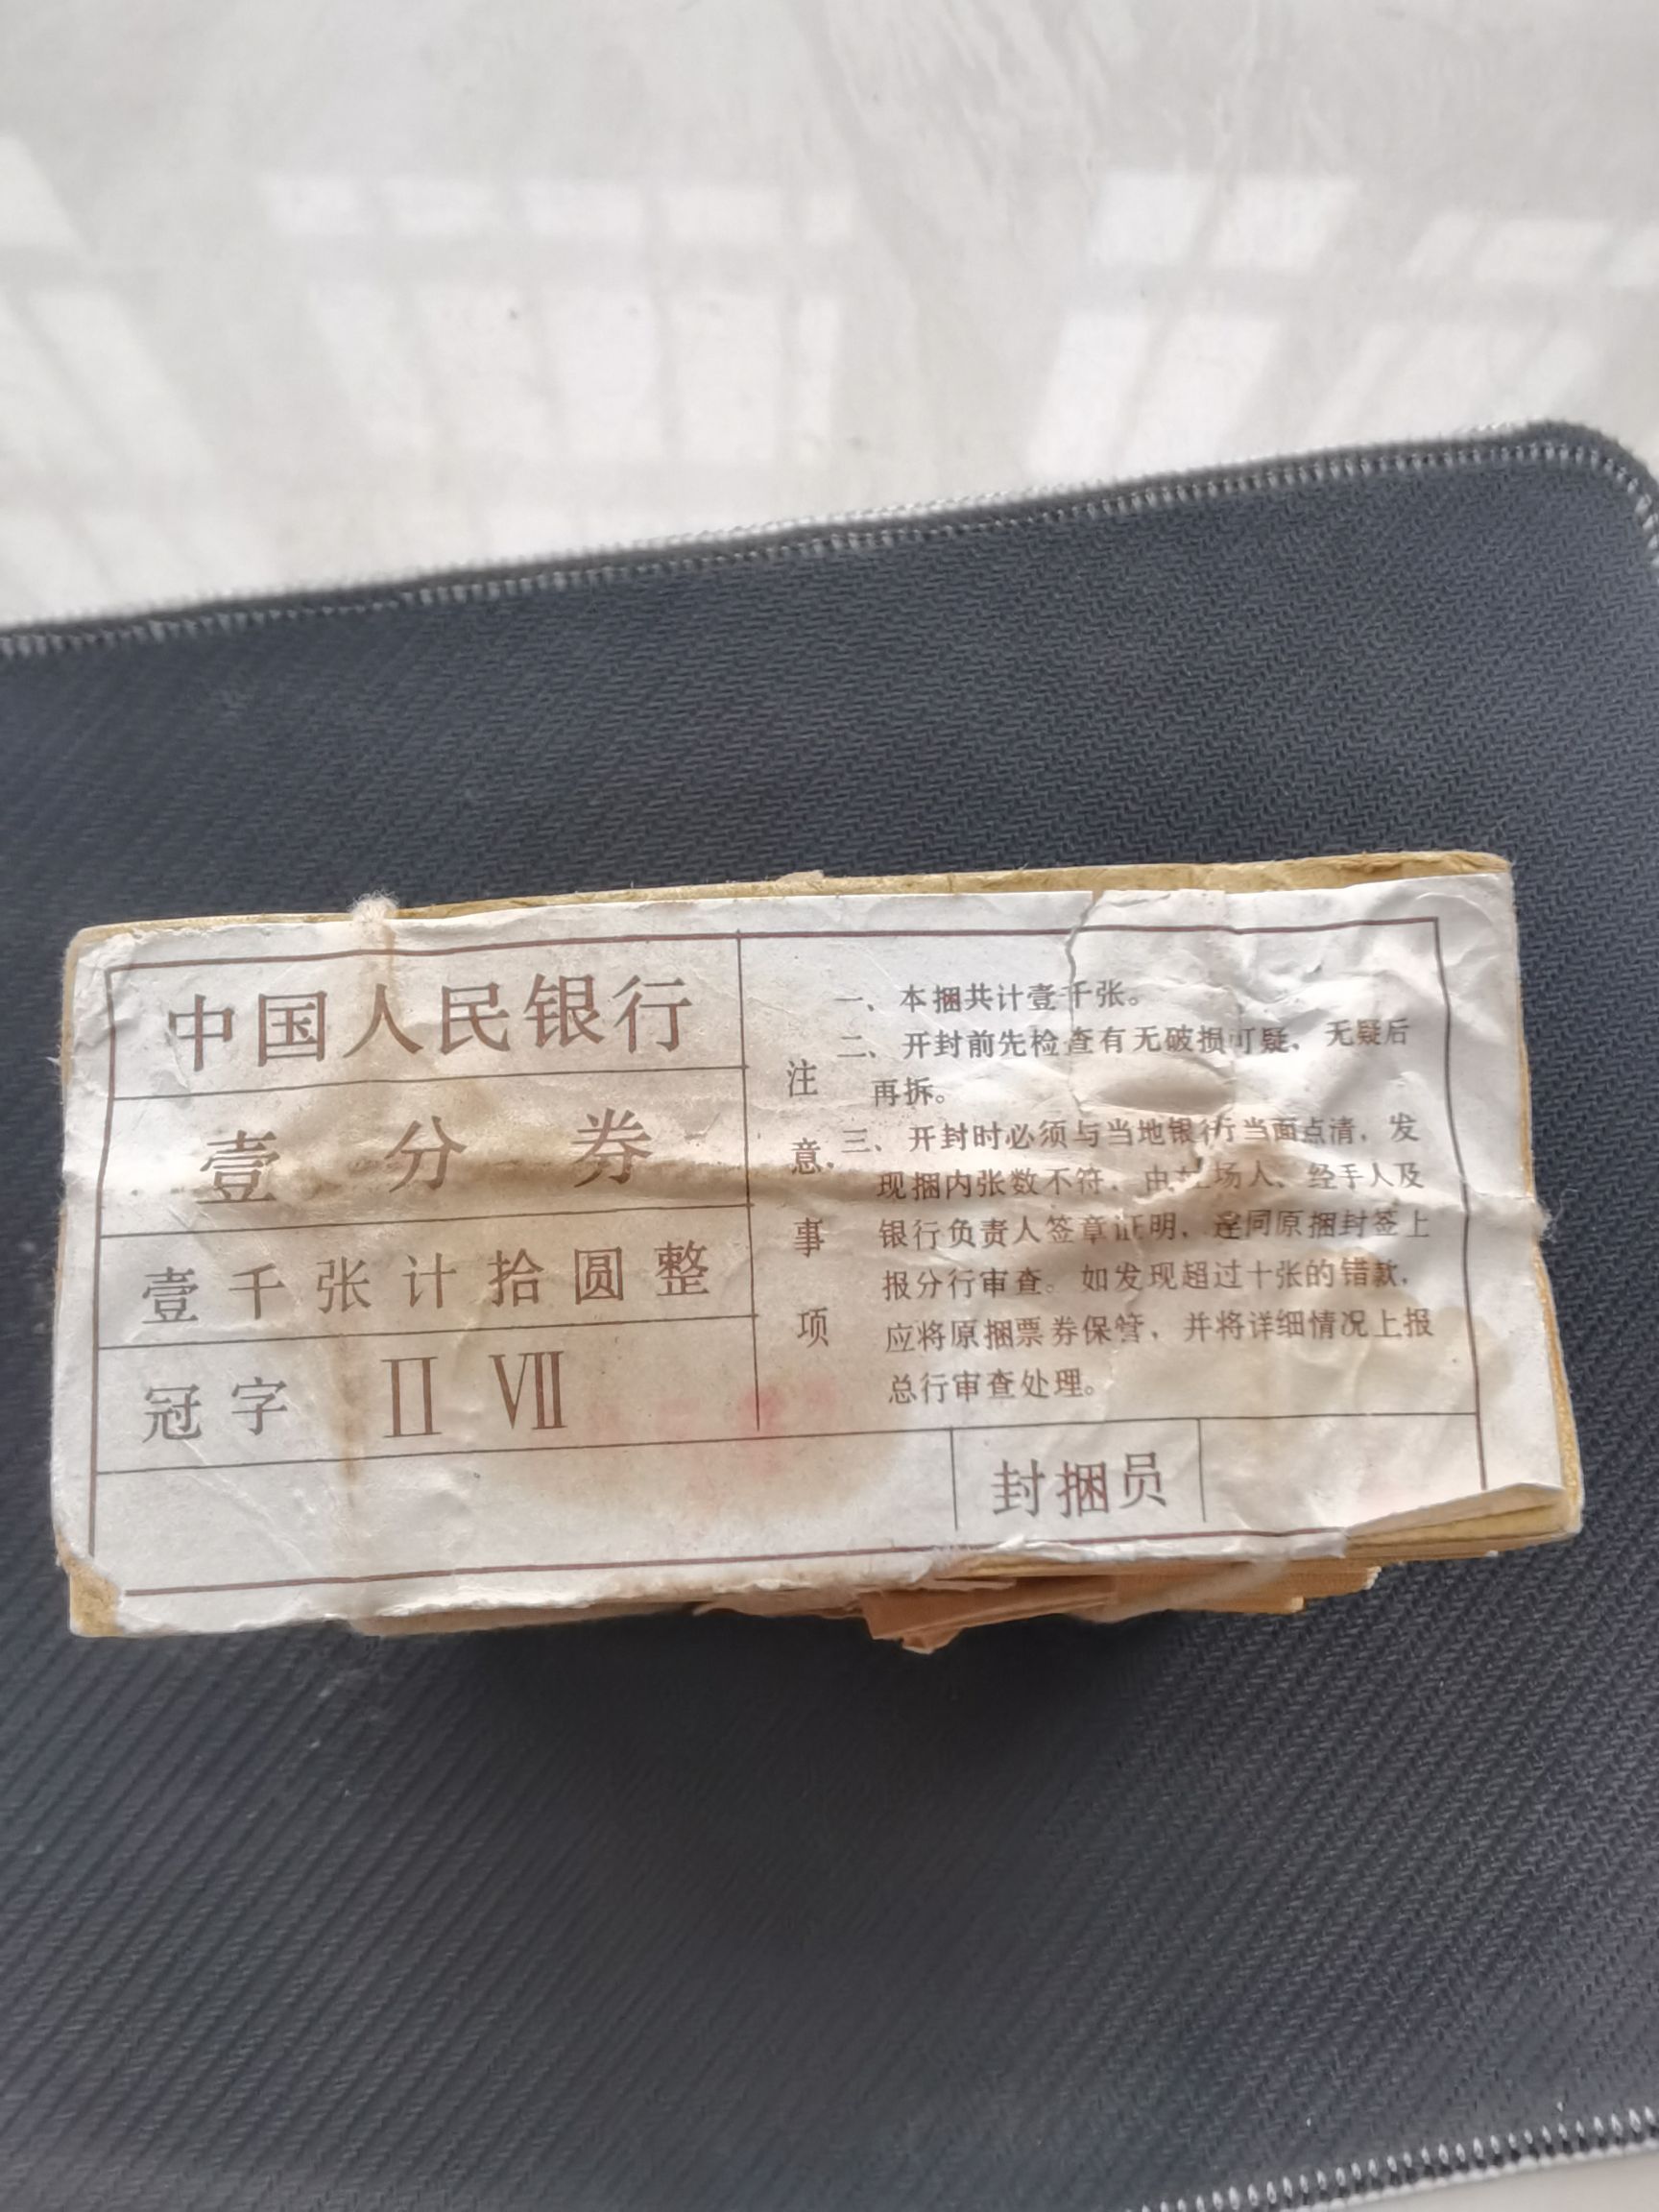 中国人民银行
壹分券
壹千张计拾圆整
冠字 Ⅱ Ⅶ
注意事项
一、本捆共计壹千张。
二、开封前先检查有无破损可疑，无疑后
再拆。
三、开封时必须与当地银行当面点清，发
现捆内张数不符，由场人、经手人及
银行负责人签章证明，连同原捆封签上
报分行审查。如发现超过十张的错款，
应将原捆票券保管，并将详细情况上报
总行审查处理。
封捆员